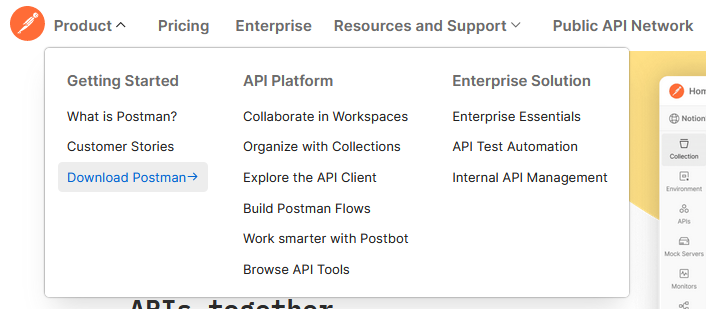 Product
Pricing
Enterprise
Resources and Support
Public API Network
Getting Started
What is Postman?
Customer Stories
Download Postman→
API Platform
Collaborate in Workspaces
Organize with Collections
Explore the API Client
Build Postman Flows
Work smarter with Postbot
Browse API Tools
Enterprise Solution
Enterprise Essentials
API Test Automation
Internal API Management
Hom
Notion
Collection
Environment
APIs
Mock Servers
Monitors
APIs together